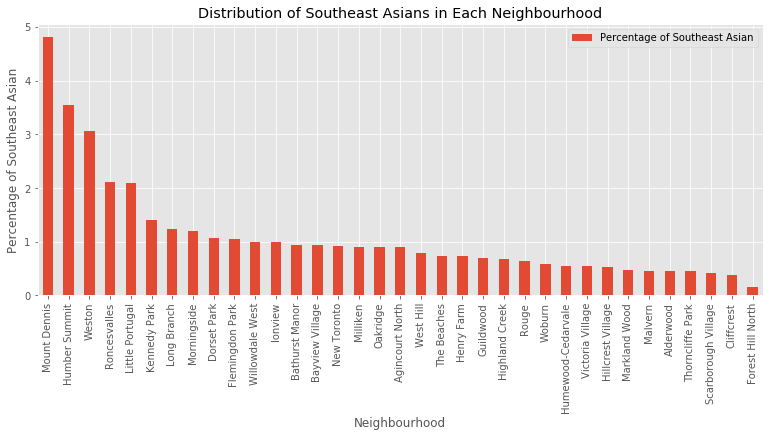 Distribution of Southeast Asians in Each Neighbourhood
Percentage of Southeast Asian
Percentage of Southeast Asian
5
4
3
2
1
0
Mount Dennis
Humber Summit
Weston
Roncesvalles
Little Portugal
Kennedy Park
Long Branch
Morningside
Dorset Park
Flemingdon Park
Willowdale West
Ionview
Bathurst Manor
Bayview Village
New Toronto
Milliken
Oakridge
Agincourt North
West Hill
The Beaches
Henry Farm
Guildwood
Highland Creek
Rouge
Woburn
Humewood-Cedarvale
Victoria Village
Hillcrest Village
Markland Wood
Malvern
Alderwood
Thorncliffe Park
Scarborough Village
Cliffcrest
Forest Hill North
Neighbourhood